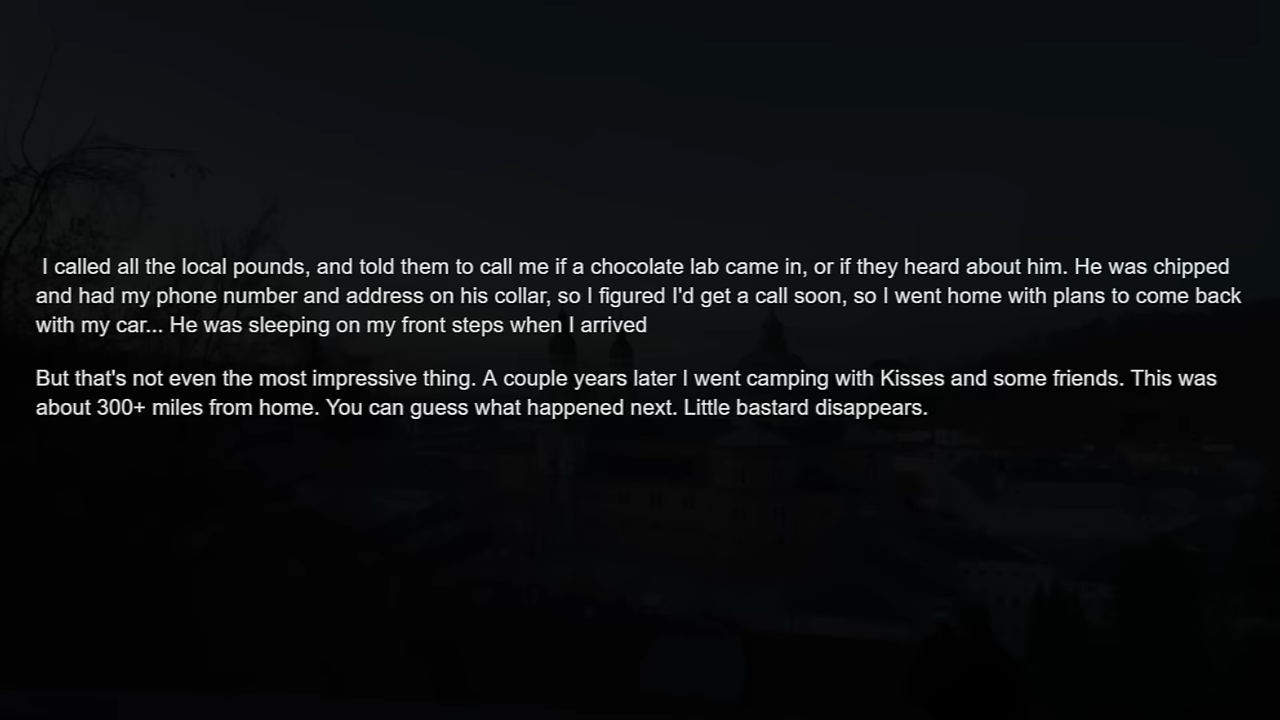 I called all the local pounds, and told them to call me if a chocolate lab came in, or if they heard about him. He was chipped
and had my phone number and address on his collar, so I figured I'd get a call soon, so I went home with plans to come back
with my car... He was sleeping on my front steps when I arrived
But that's not even the most impressive thing. A couple years later I went camping with Kisses and some friends. This was
about 300+ miles from home. You can guess what happened next. Little bastard disappears.